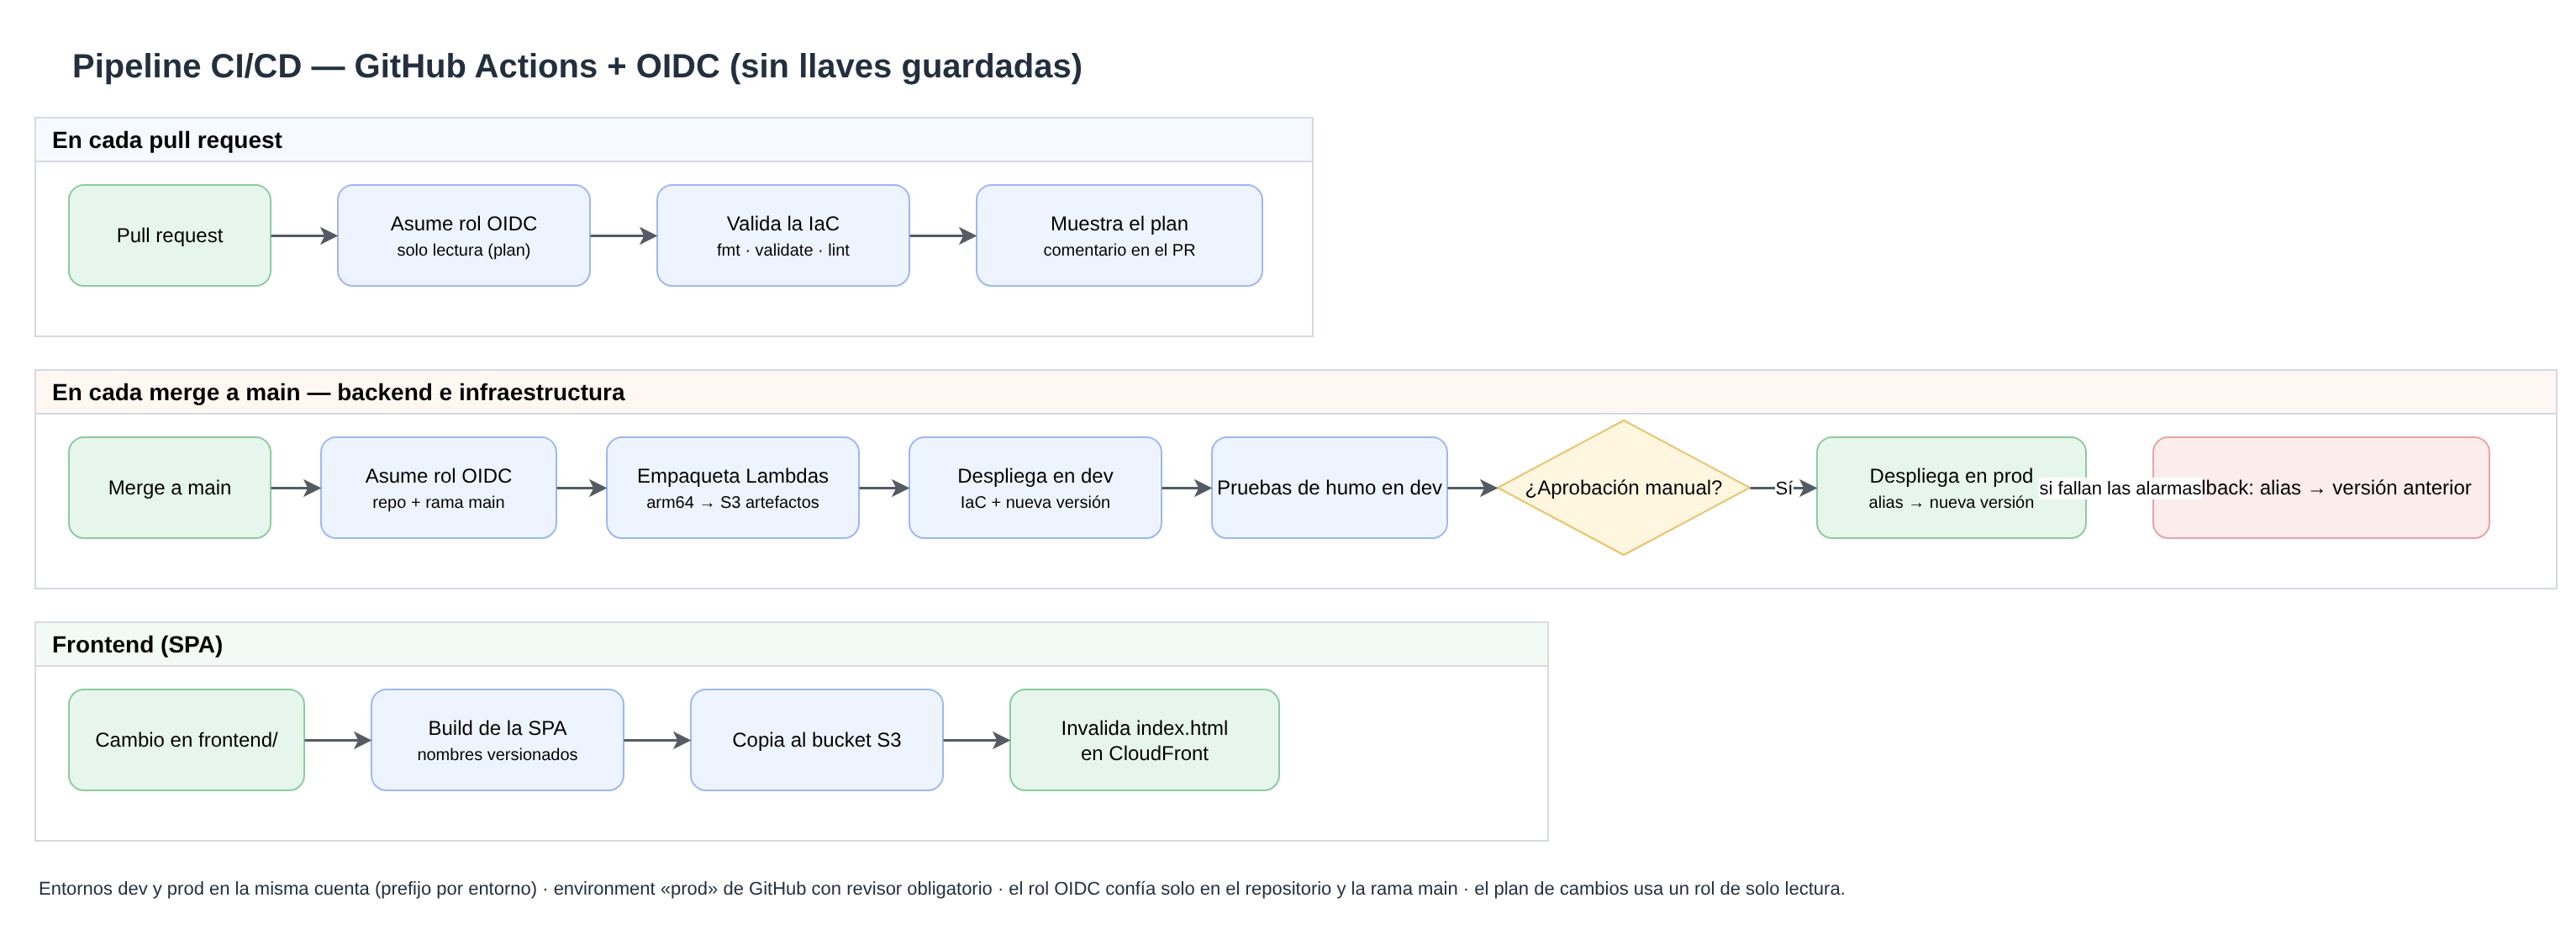 Pipeline CI/CD — GitHub Actions + OIDC (sin llaves guardadas)
En cada pull request
Pull request
Asume rol OIDC
solo lectura (plan)
Valida la IaC
fmt · validate · lint
Muestra el plan
comentario en el PR
En cada merge a main — backend e infraestructura
Merge a main
Asume rol OIDC
repo + rama main
Empaqueta Lambdas
arm64 → S3 artefactos
Despliega en dev
IaC + nueva versión
Pruebas de humo en dev
¿Aprobación manual?
Sí
Despliega en prod
alias → nueva versión
si fallan las alarmas
lback: alias → versión anterior
Frontend (SPA)
Cambio en frontend/
Build de la SPA
nombres versionados
Copia al bucket S3
Invalida index.html
en CloudFront
Entornos dev y prod en la misma cuenta (prefijo por entorno) · environment «prod» de GitHub con revisor obligatorio · el rol OIDC confía solo en el repositorio y la rama main · el plan de cambios usa un rol de solo lectura.